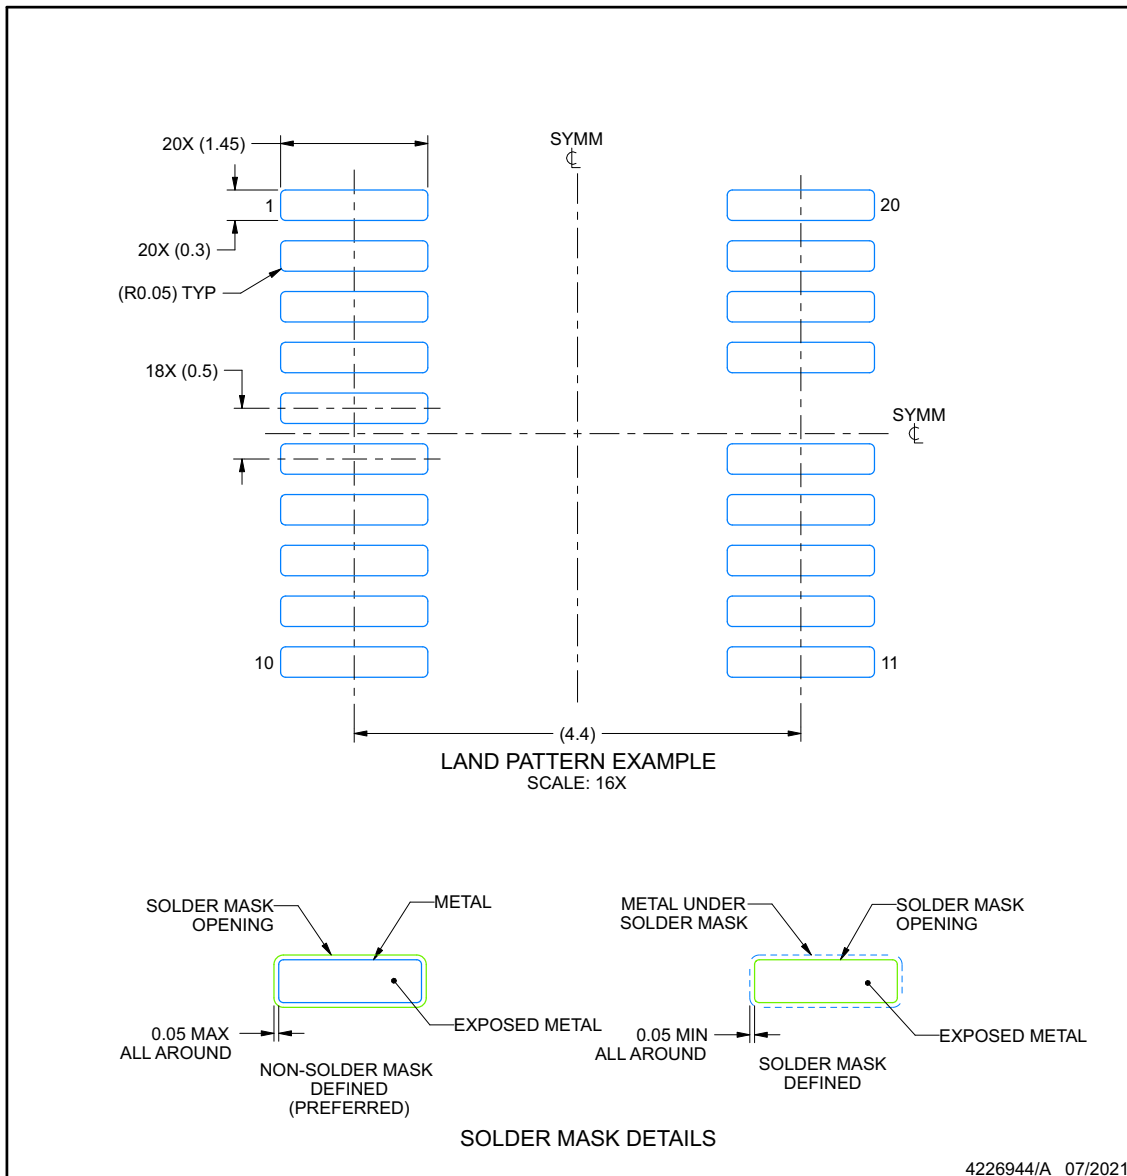 20X (1.45)
SYMM
℄
1
20
20X (0.3)
(R0.05) TYP
18X (0.5)
SYMM
℄
10
11
(4.4)
LAND PATTERN EXAMPLE
SCALE: 16X
SOLDER MASK
OPENING
METAL
METAL UNDER
SOLDER MASK
SOLDER MASK
OPENING
EXPOSED METAL
EXPOSED METAL
0.05 MAX
ALL AROUND
0.05 MIN
ALL AROUND
NON-SOLDER MASK
DEFINED
(PREFERRED)
SOLDER MASK
DEFINED
SOLDER MASK DETAILS
4226944/A 07/2021